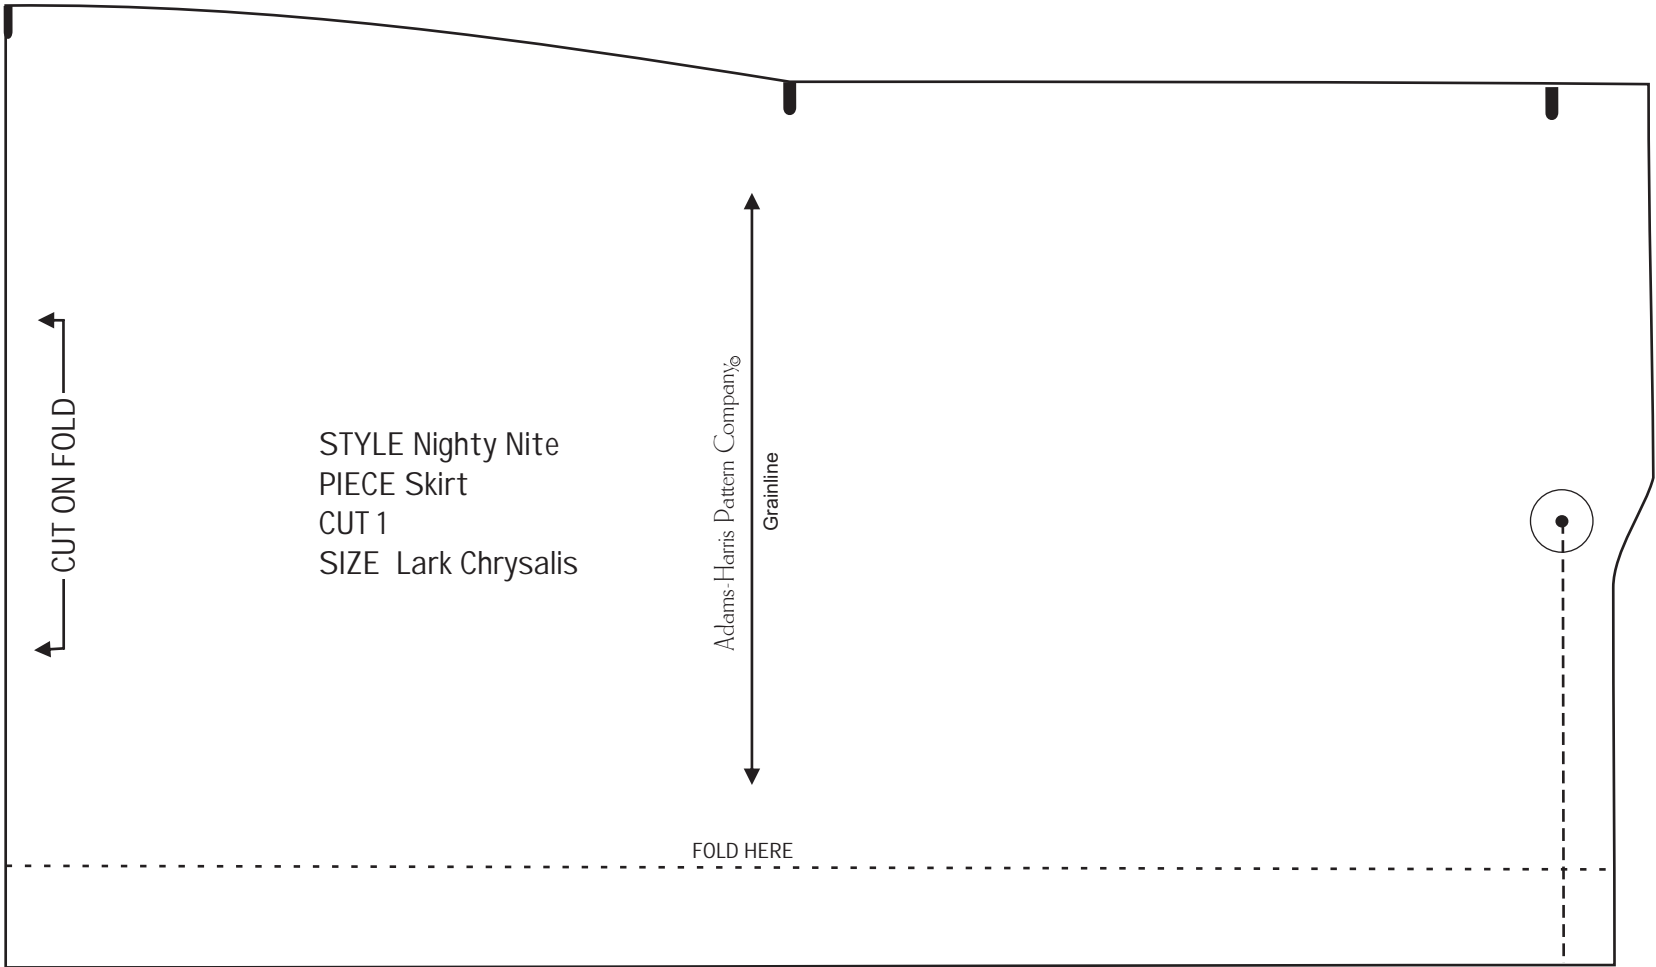 CUT ON FOLD
STYLE Nighty Nite
PIECE Skirt
CUT 1
SIZE Lark Chrysalis
Adams-Harris Pattern Company©
Grainline
FOLD HERE